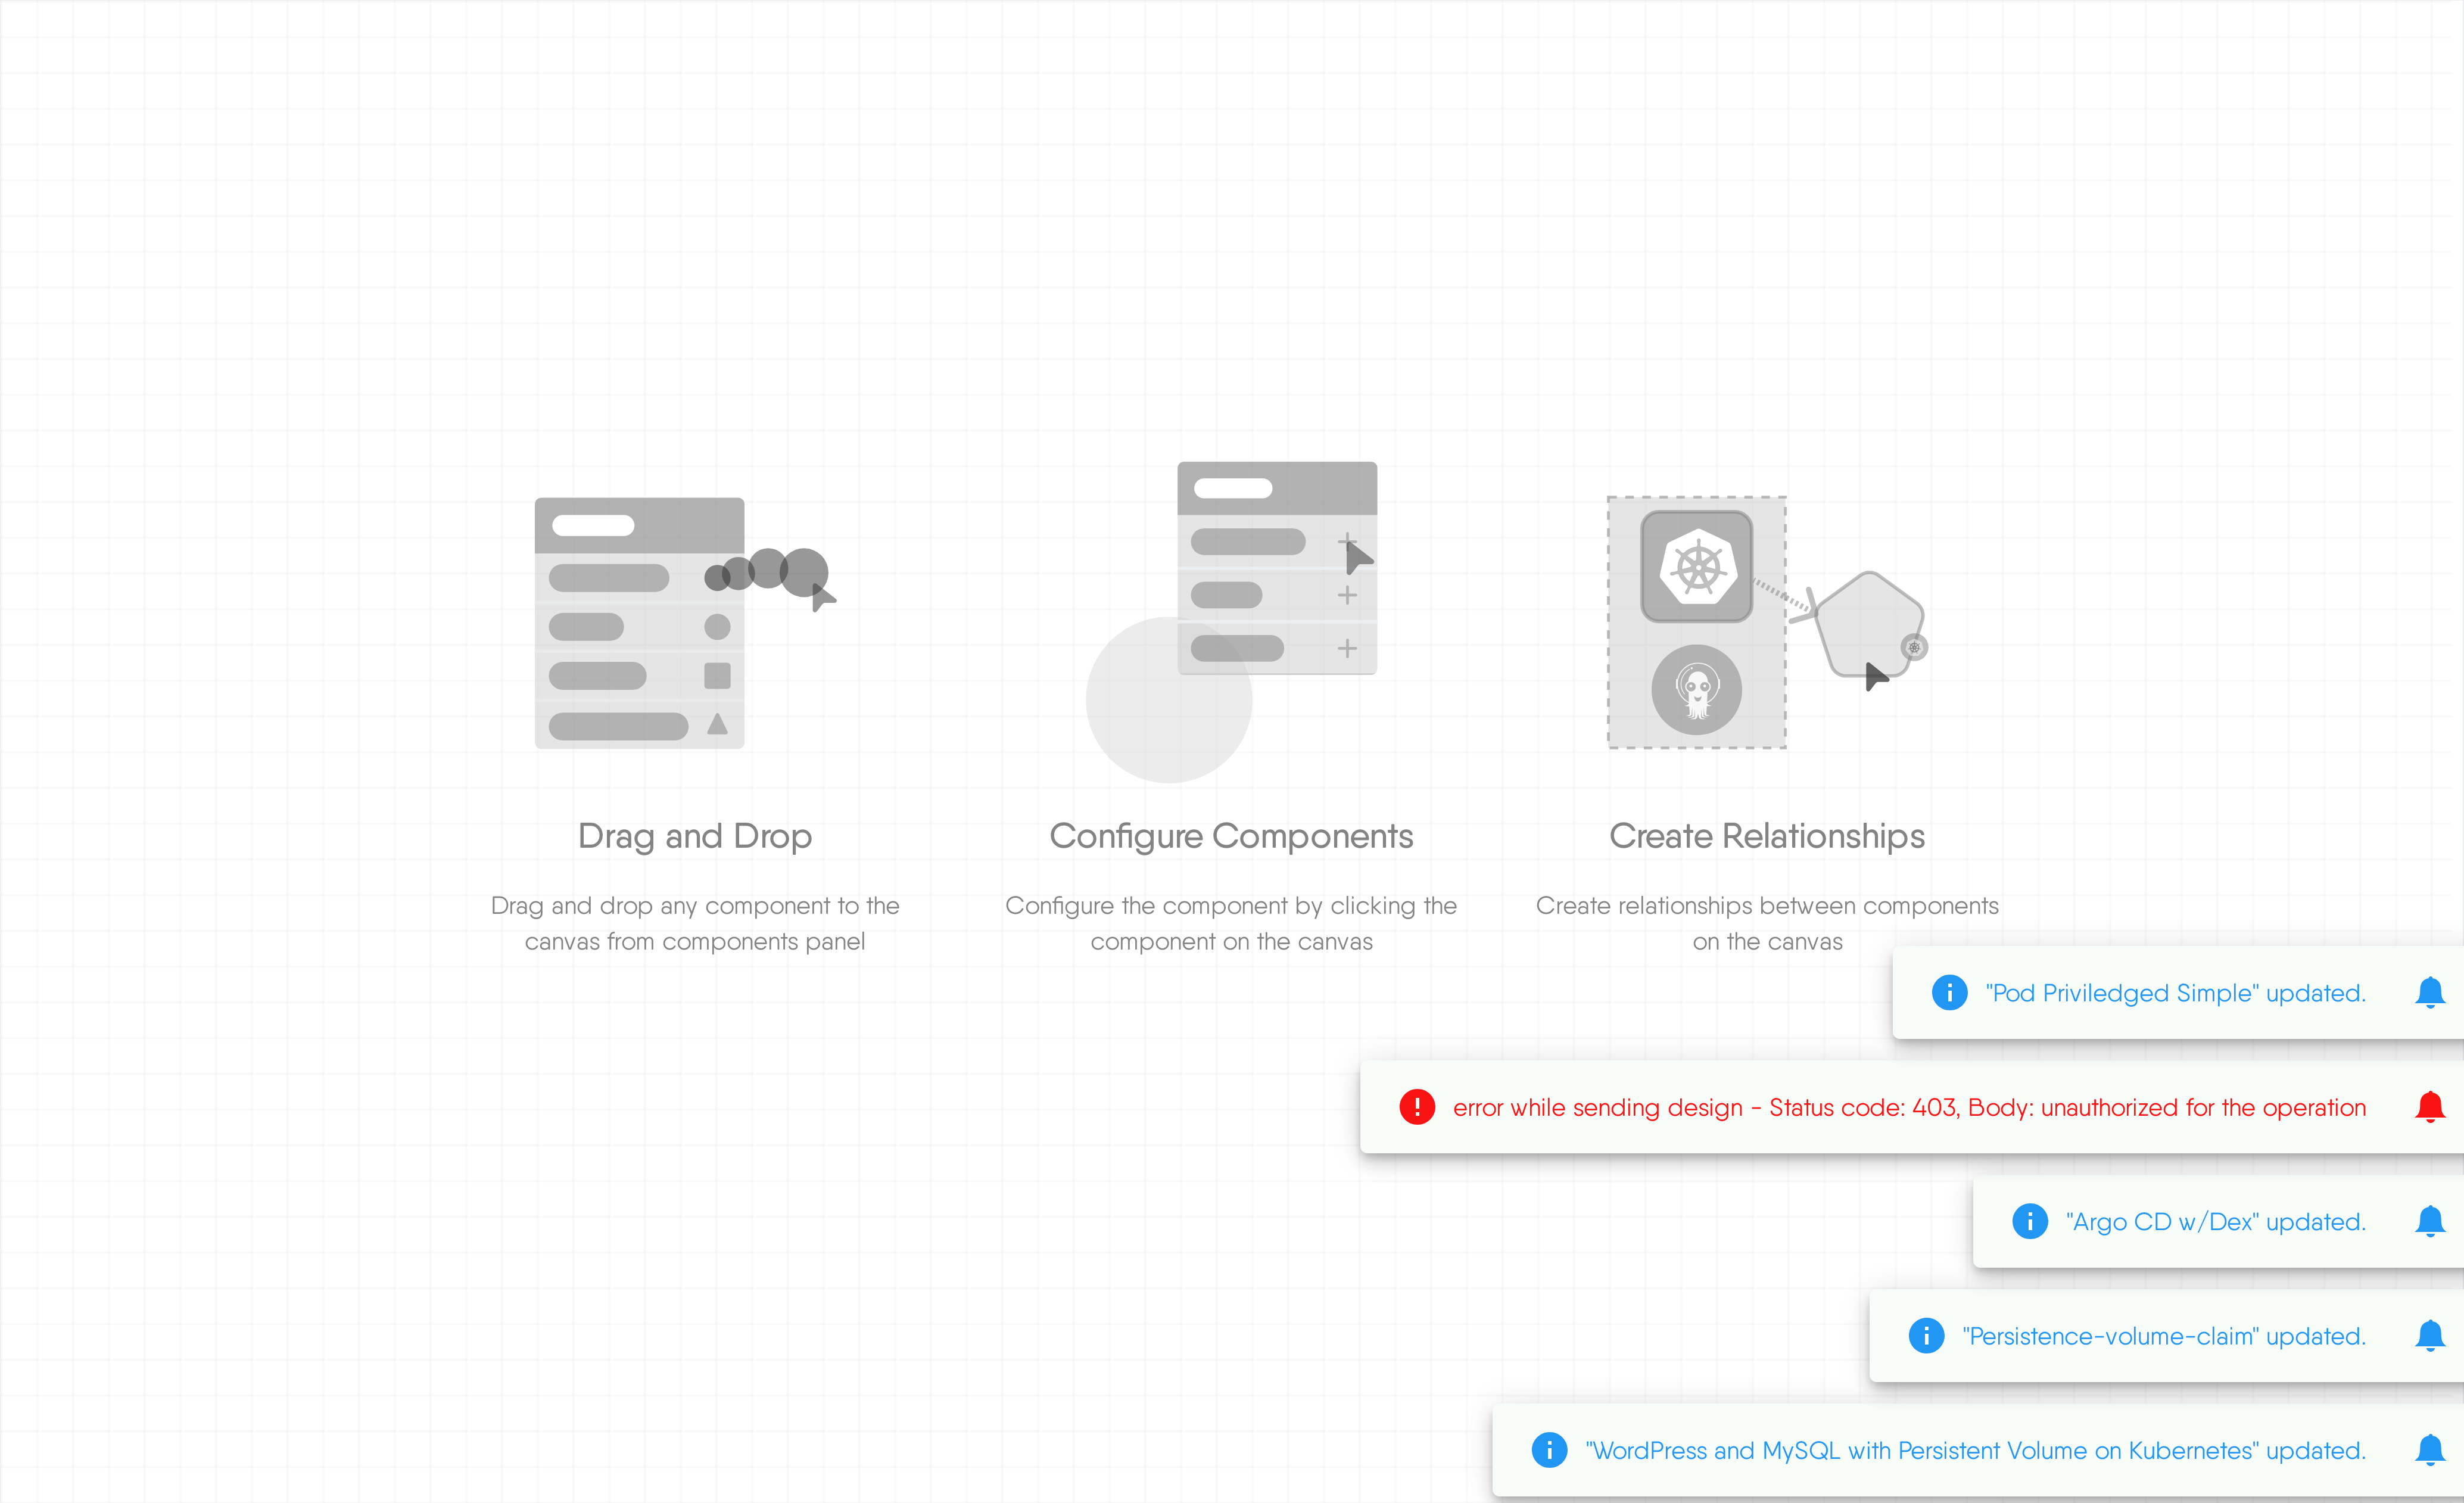 Drag and Drop
Drag and drop any component to the
canvas from components panel
Configure Components
Configure the component by clicking the
component on the canvas
Create Relationships
Create relationships between components
on the canvas
"Pod Priviledged Simple" updated.
error while sending design - Status code: 403, Body: unauthorized for the operation
"Argo CD w/Dex" updated.
"Persistence-volume-claim" updated.
"WordPress and MySQL with Persistent Volume on Kubernetes" updated.